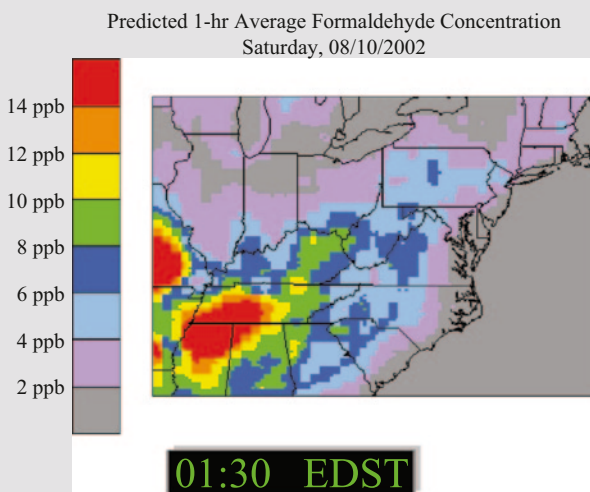 Predicted 1-hr Average Formaldehyde Concentration
Saturday, 08/10/2002
14 ppb
12 ppb
10 ppb
8 ppb
6 ppb
4 ppb
2 ppb
01:30 EDST